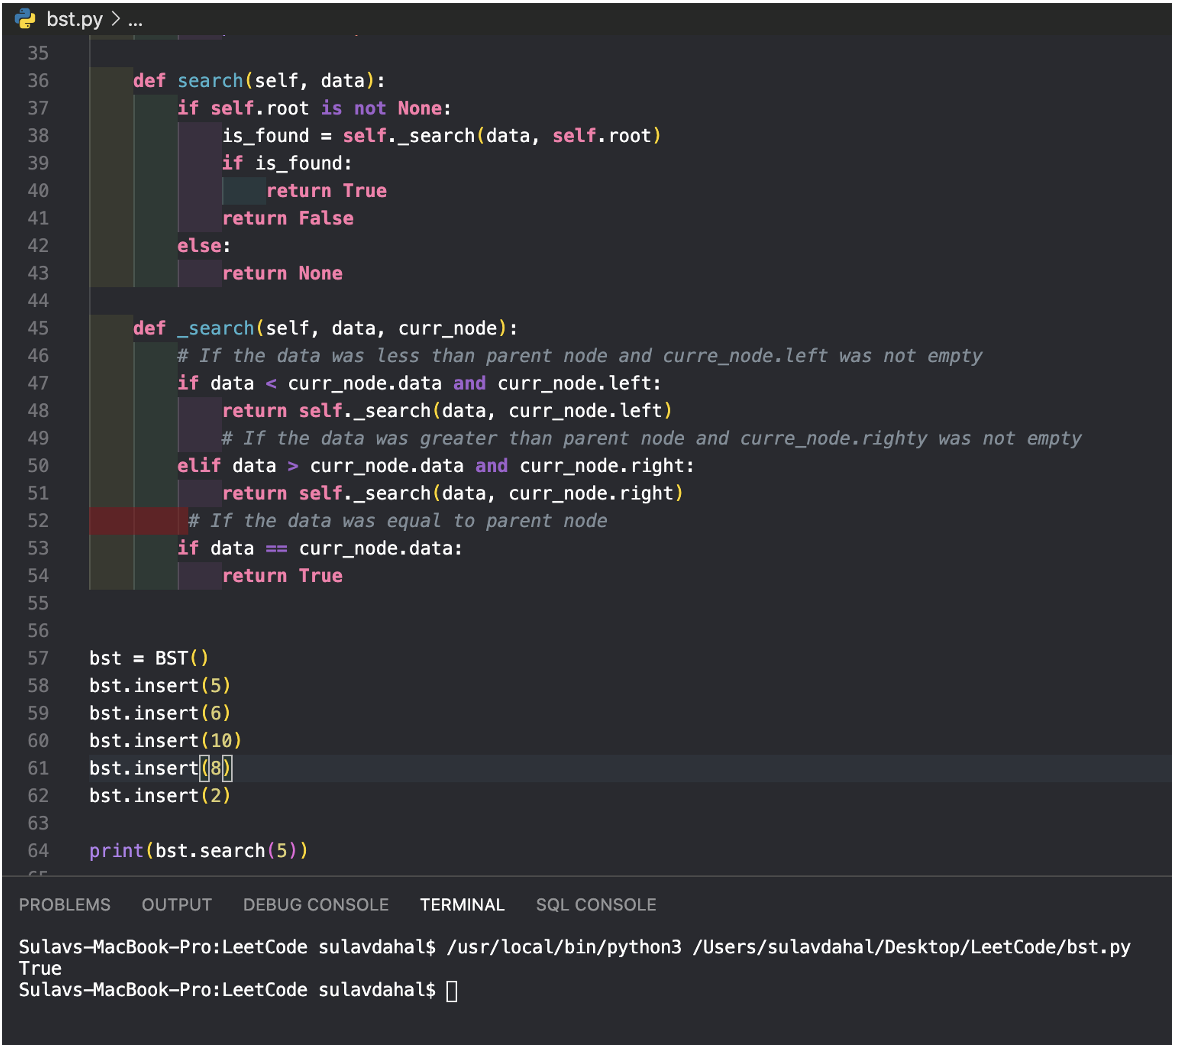 bst.py > ...
35
36 def search(self, data):
37 if self.root is not None:
38 is_found = self._search(data, self.root)
39 if is_found:
40 return True
41 return False
42 else:
43 return None
44
45 def _search(self, data, curr_node):
46 # If the data was less than parent node and curre_node.left was not empty
47 if data < curr_node.data and curr_node.left:
48 return self._search(data, curr_node.left)
49 # If the data was greater than parent node and curre_node.righty was not empty
50 elif data > curr_node.data and curr_node.right:
51 return self._search(data, curr_node.right)
52 # If the data was equal to parent node
53 if data == curr_node.data:
54 return True
55
56
57 bst = BST()
58 bst.insert(5)
59 bst.insert(6)
60 bst.insert(10)
61 bst.insert(8)
62 bst.insert(2)
63
64 print(bst.search(5))
PROBLEMS OUTPUT DEBUG CONSOLE TERMINAL SQL CONSOLE
Sulavs-MacBook-Pro:LeetCode sulavdahal$ /usr/local/bin/python3 /Users/sulavdahal/Desktop/LeetCode/bst.py
True
Sulavs-MacBook-Pro:LeetCode sulavdahal$